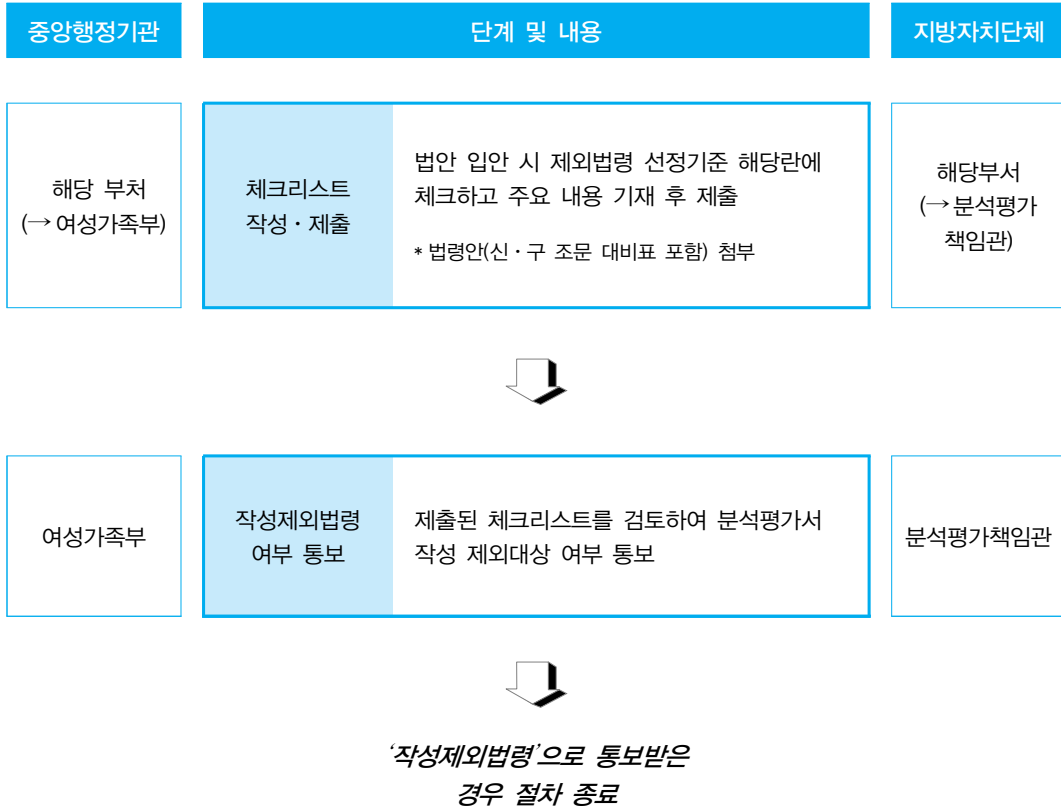 중앙행정기관
단계 및 내용
지방자치단체
해당 부처
(→여성가족부)
체크리스트
작성・제출
법안 입안 시 제외법령 선정기준 해당란에
체크하고 주요 내용 기재 후 제출
* 법령안(신・구 조문 대비표 포함) 첨부
해당부서
(→분석평가
책임관)
여성가족부
작성제외법령
여부 통보
제출된 체크리스트를 검토하여 분석평가서
작성 제외대상 여부 통보
분석평가책임관
'작성제외법령'으로 통보받은
경우 절차 종료